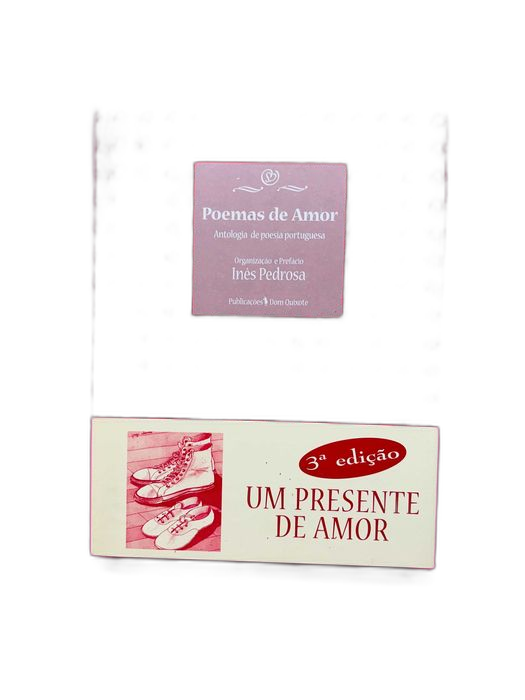 Poemas de Amor
Antologia de poesia portuguesa
Organização e Prefácio
Inês Pedrosa
Publicações Dom Quixote
3ª edição
UM PRESENTE
DE AMOR